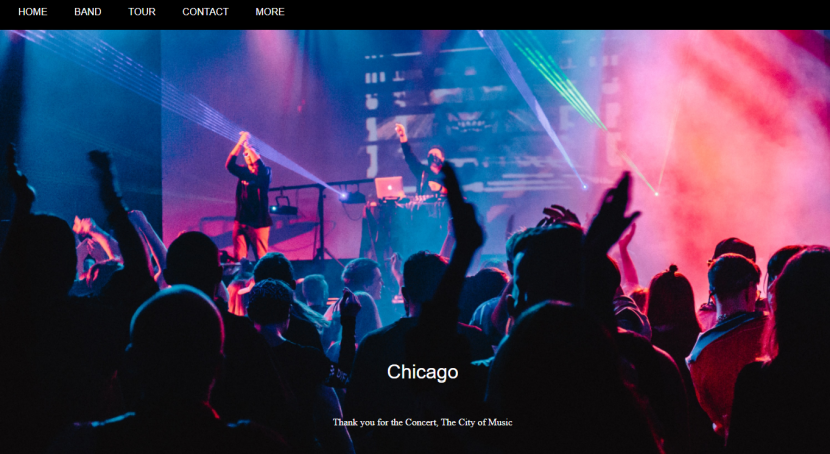 HOME BAND TOUR CONTACT MORE
Chicago
Thank you for the Concert, The City of Music